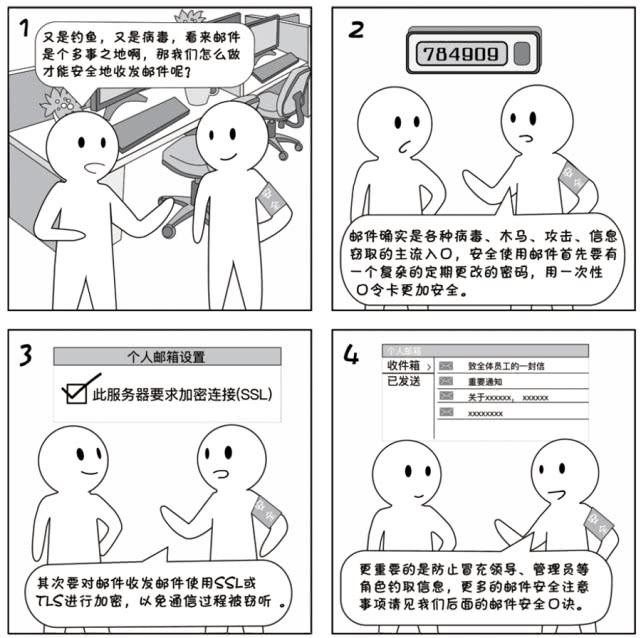 1
又是钓鱼，又是病毒，看来邮件
是个多事之地啊，那我们怎么做
才能安全地收发邮件呢？
2
784909
安全
邮件确实是各种病毒、木马、攻击、信息
窃取的主流入口，安全使用邮件首先要有
一个复杂的定期更改的密码，用一次性
口令卡更加安全。
3
个人邮箱设置
此服务器要求加密连接(SSL)
其次要对邮件收发邮件使用SSL或
TLS进行加密，以免通信过程被窃听 。
4
个人邮箱
收件箱 >
已发送
致全体员工的一封信
重要通知
关于xxxxxx， xxxxxx
xxxxxxxx
更重要的是防止冒充领导、管理员等
角色钓取信息，更多的邮件安全注意
事项请见我们后面的邮件安全口诀。